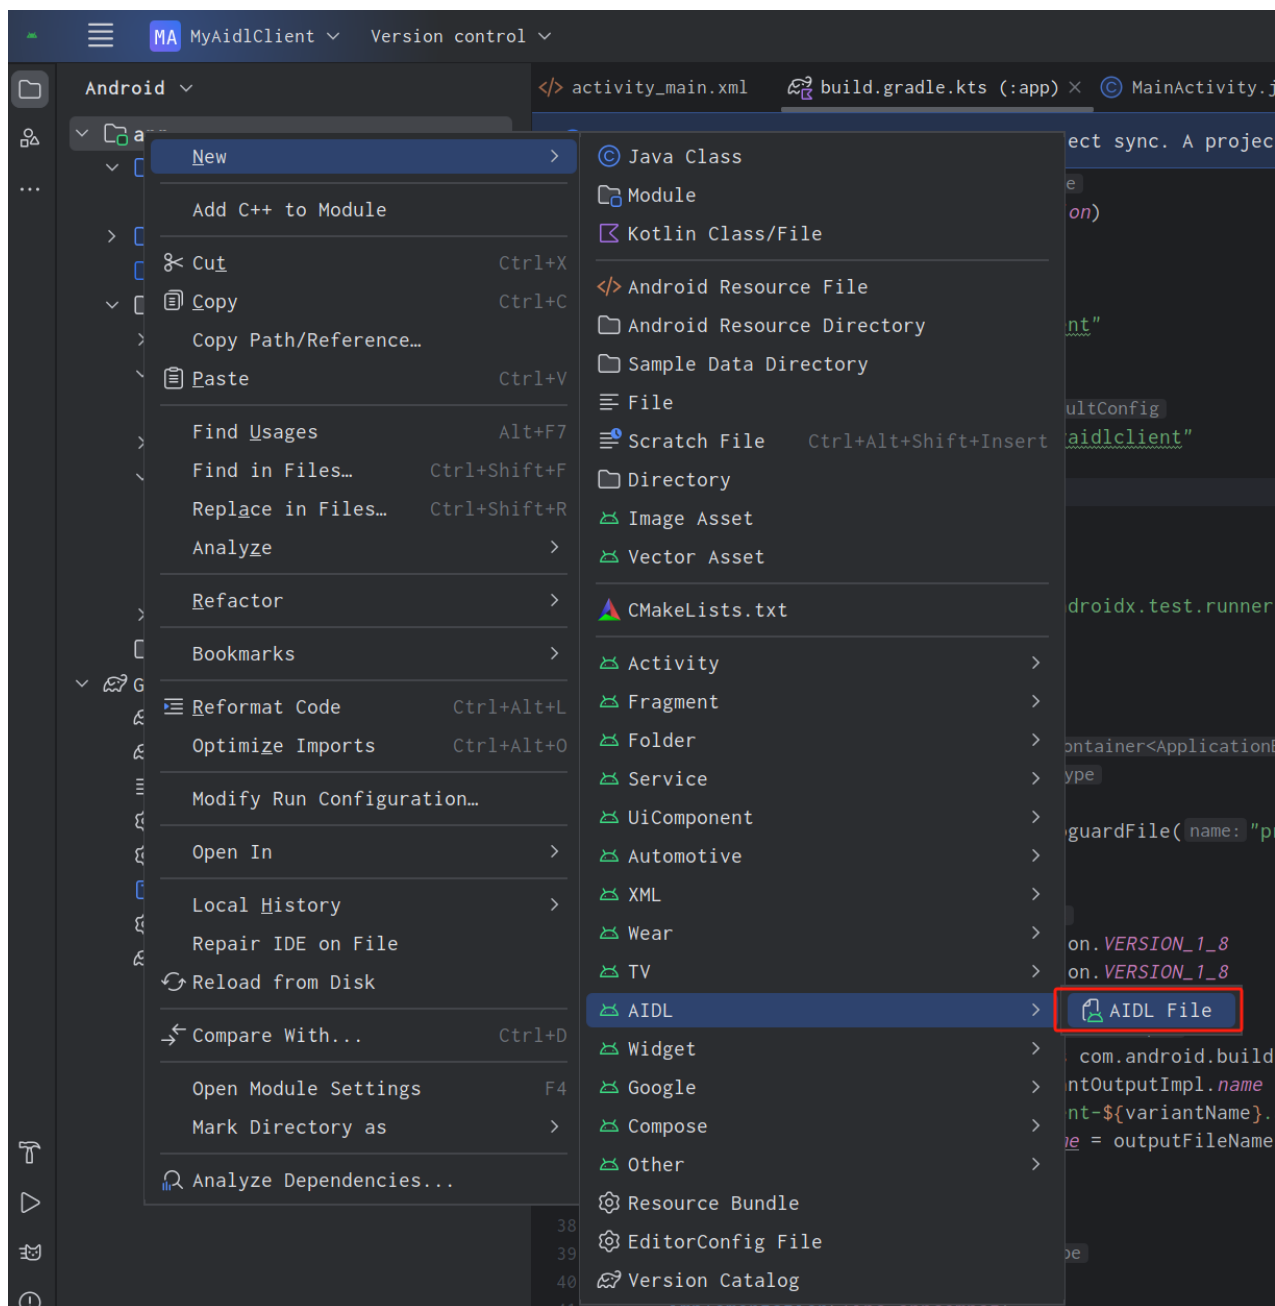 MA MyAidlClient Version control
Android
activity_main.xml build.gradle.kts (:app) MainActivity.j
New
Add C++ to Module
Cut Ctrl+X
Copy Ctrl+C
Copy Path/Reference…
Paste Ctrl+V
Find Usages Alt+F7
Find in Files… Ctrl+Shift+F
Replace in Files… Ctrl+Shift+R
Analyze
Refactor
Bookmarks
Reformat Code Ctrl+Alt+L
Optimize Imports Ctrl+Alt+O
Modify Run Configuration…
Open In
Local History
Repair IDE on File
Reload from Disk
Compare With... Ctrl+D
Open Module Settings F4
Mark Directory as
Analyze Dependencies...
Java Class
Module
Kotlin Class/File
Android Resource File
Android Resource Directory
Sample Data Directory
File
Scratch File Ctrl+Alt+Shift+Insert
Directory
Image Asset
Vector Asset
CMakeLists.txt
Activity
Fragment
Folder
Service
UiComponent
Automotive
XML
Wear
TV
AIDL
Widget
Google
Compose
Other
Resource Bundle
EditorConfig File
Version Catalog
AIDL File
ect sync. A projec
e
on)
nt"
ultConfig
aidlclient"
droidx.test.runner
ontainer<Application
ype
guardFile( name: "p
on.VERSION_1_8
on.VERSION_1_8
com.android.build
ntOutputImpl.name
nt-${variantName}.
e = outputFileName
pe
38
39
40